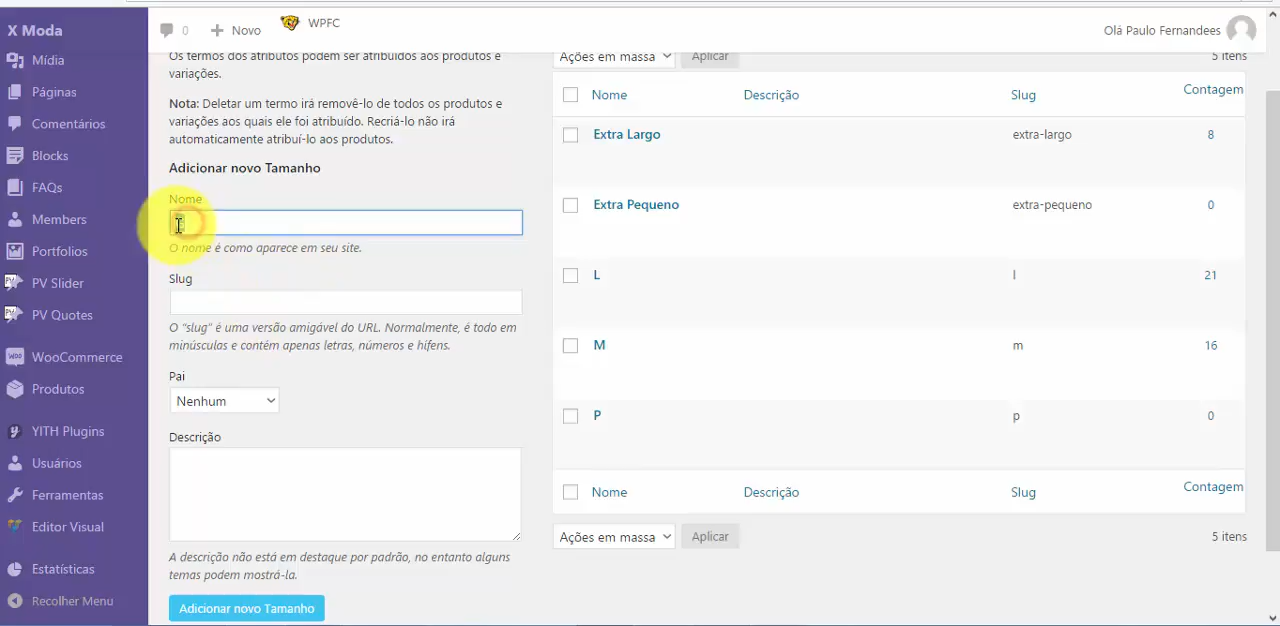 X Moda
0
Novo
WPFC
Olá Paulo Fernandees
Mídia
Páginas
Comentários
Blocks
FAQs
Members
Portfolios
PV Slider
PV Quotes
WooCommerce
Produtos
YITH Plugins
Usuários
Ferramentas
Editor Visual
Estatísticas
Recolher Menu
Os termos dos atributos podem ser atribuídos aos produtos e
variações.
Nota: Deletar um termo irá removê-lo de todos os produtos e
variações aos quais ele foi atribuído. Recriá-lo não irá
automaticamente atribuí-lo aos produtos.
Adicionar novo Tamanho
Nome
O nome é como aparece em seu site.
Slug
O "slug" é uma versão amigável do URL. Normalmente, é todo em
minúsculas e contém apenas letras, números e hífens.
Pai
Nenhum
Descrição
A descrição não está em destaque por padrão, no entanto alguns
temas podem mostrá-la.
Adicionar novo Tamanho
Ações em massa
Aplicar
5 itens
Nome Descrição Slug Contagem
Extra Largo extra-largo 8
Extra Pequeno extra-pequeno 0
L l 21
M m 16
P p 0
Nome Descrição Slug Contagem
Ações em massa
Aplicar
5 itens